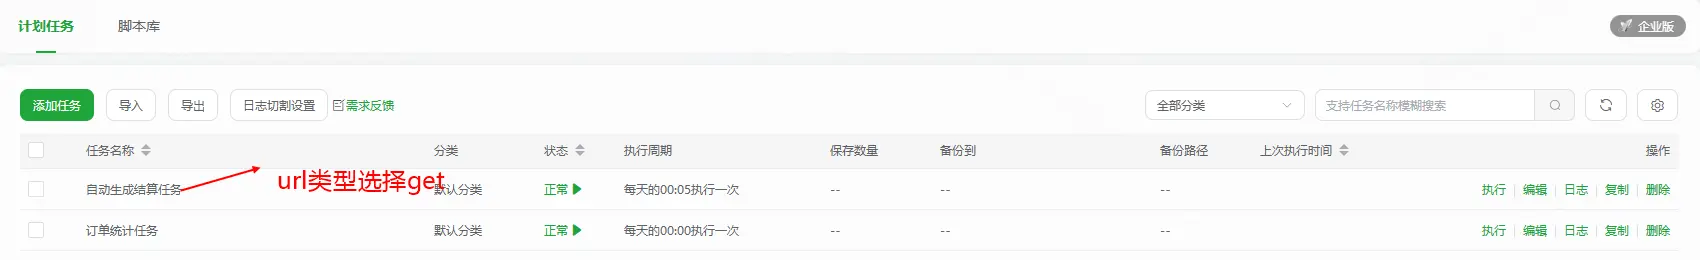 计划任务 脚本库 企业版
添加任务 导入 导出 日志切割设置 需求反馈 全部分类 支持任务名称模糊搜索
任务名称 分类 状态 执行周期 保存数量 备份到 备份路径 上次执行时间 操作
url类型选择get
自动生成结算任务 默认分类 正常 每天的00:05执行一次 -- -- -- 执行 编辑 日志 复制 删除
订单统计任务 默认分类 正常 每天的00:00执行一次 -- -- -- 执行 编辑 日志 复制 删除